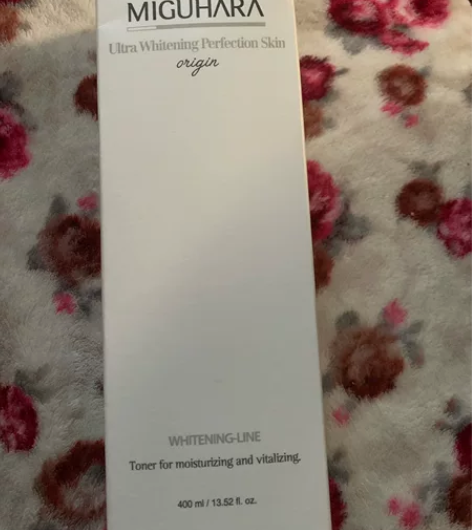 MIGUHARA
Ultra Whitening Perfection Skin
origin
WHITENING-LINE
Toner for moisturizing and vitalizing.
400 ml / 13.52 fl. oz.